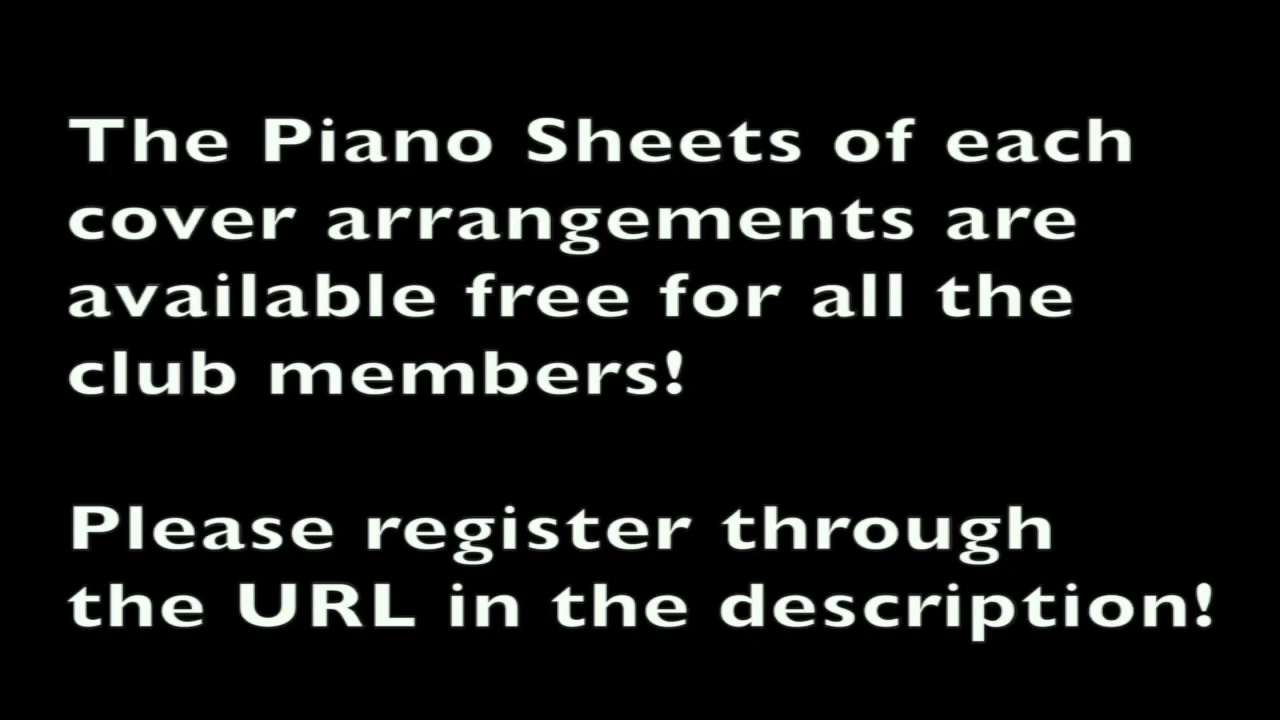 The Piano Sheets of each
cover arrangements are
available free for all the
club members!
Please register through
the URL in the description!